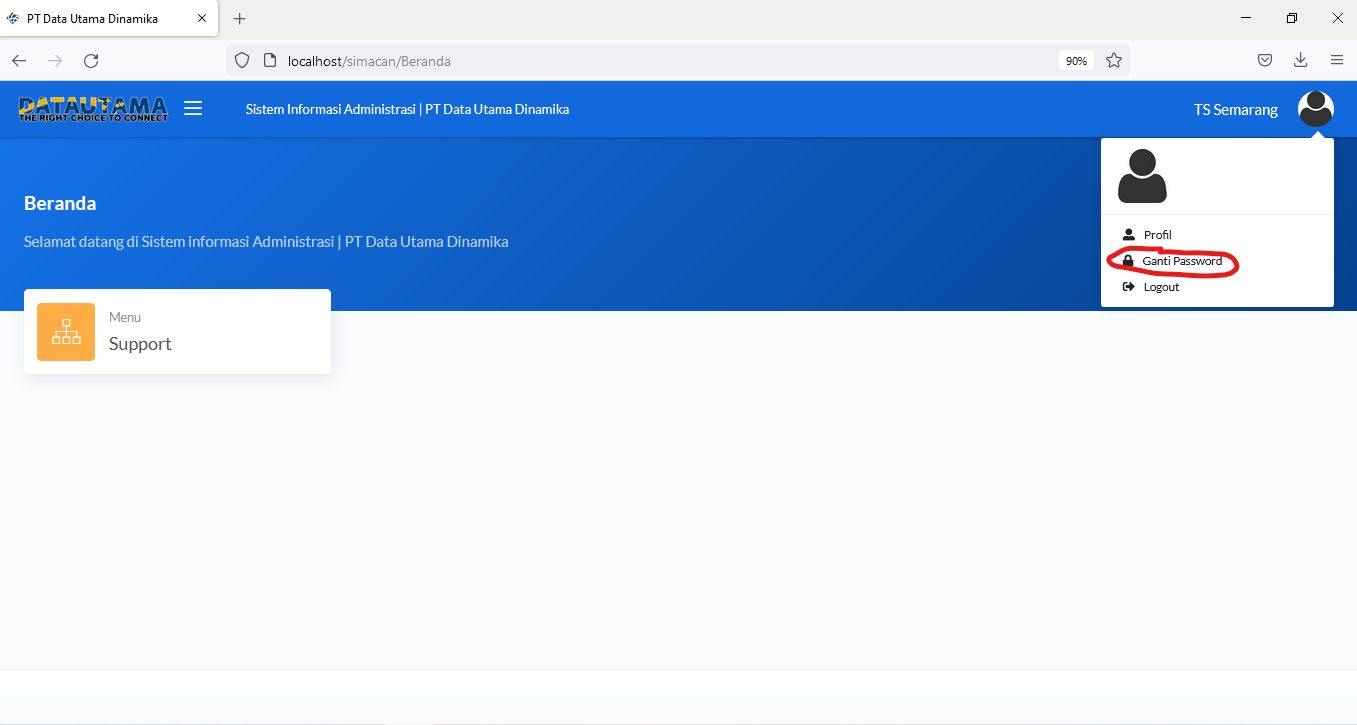 PT Data Utama Dinamika
localhost/simacan/Beranda
90%
DATAUTAMA
THE RIGHT CHOICE TO CONNECT
Sistem Informasi Administrasi | PT Data Utama Dinamika
TS Semarang
Beranda
Selamat datang di Sistem informasi Administrasi | PT Data Utama Dinamika
Profil
Ganti Password
Logout
Menu
Support